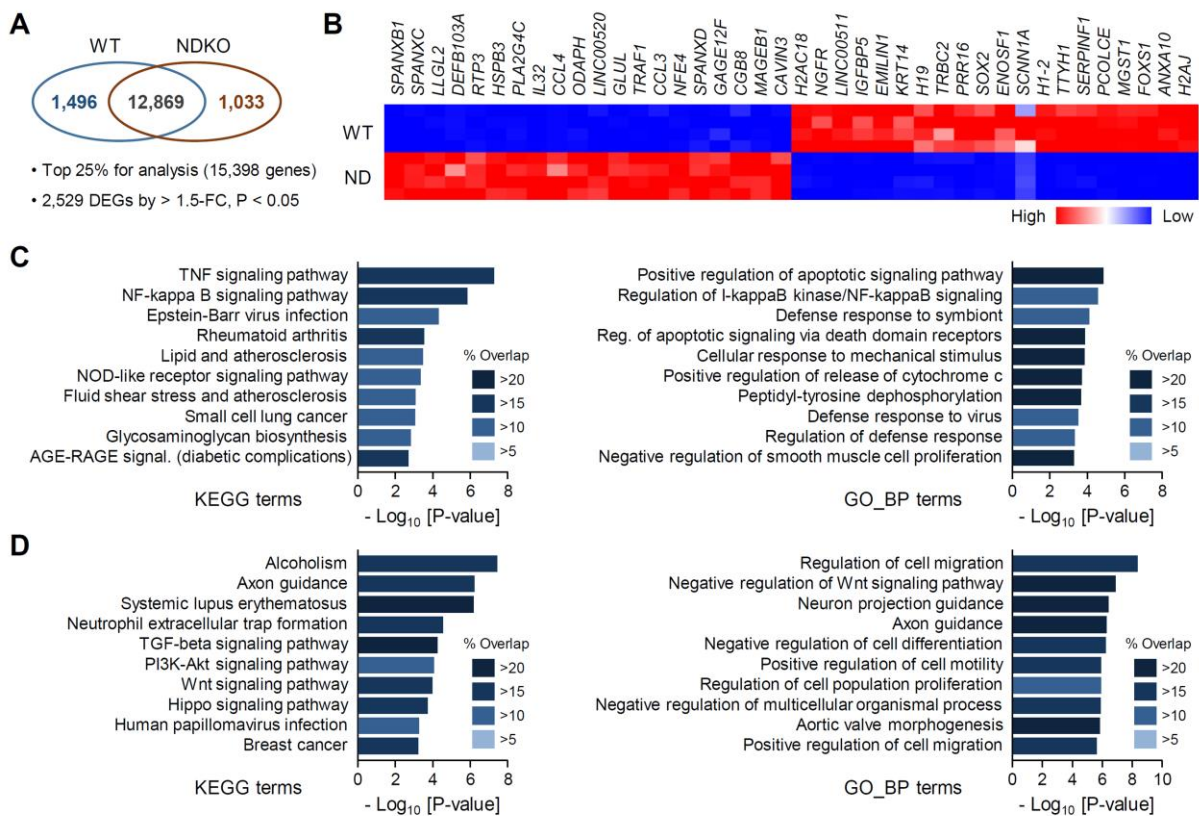 A
WT NDKO
1,496 12,869 1,033
• Top 25% for analysis (15,398 genes)
• 2,529 DEGs by > 1.5-FC, P < 0.05
B
SPANXB1
SPANXC
LLGL2
DEFB103A
RTP3
HSPB3
PLA2G4C
IL32
CCL4
ODAPH
LINC00520
GLUL
TRAF1
CCL3
NFE4
SPANXD
GAGE12F
CGB8
MAGEB1
CAVIN3
H2AC18
NGFR
LINC00511
IGFBP5
EMILIN1
KRT14
H19
TRBC2
PRR16
SOX2
ENOSF1
SCNN1A
H1-2
TTYH1
SERPINF1
PCOLCE
MGST1
FOXS1
ANXA10
H2AJ
WT
ND
High Low
C
TNF signaling pathway
NF-kappa B signaling pathway
Epstein-Barr virus infection
Rheumatoid arthritis
Lipid and atherosclerosis
NOD-like receptor signaling pathway
Fluid shear stress and atherosclerosis
Small cell lung cancer
Glycosaminoglycan biosynthesis
AGE-RAGE signal. (diabetic complications)
% Overlap
>20
>15
>10
>5
0 2 4 6 8
KEGG terms
- Log10 [P-value]
Positive regulation of apoptotic signaling pathway
Regulation of I-kappaB kinase/NF-kappaB signaling
Defense response to symbiont
Reg. of apoptotic signaling via death domain receptors
Cellular response to mechanical stimulus
Positive regulation of release of cytochrome c
Peptidyl-tyrosine dephosphorylation
Defense response to virus
Regulation of defense response
Negative regulation of smooth muscle cell proliferation
% Overlap
>20
>15
>10
>5
0 2 4 6 8
GO_BP terms
- Log10 [P-value]
D
Alcoholism
Axon guidance
Systemic lupus erythematosus
Neutrophil extracellular trap formation
TGF-beta signaling pathway
PI3K-Akt signaling pathway
Wnt signaling pathway
Hippo signaling pathway
Human papillomavirus infection
Breast cancer
% Overlap
>20
>15
>10
>5
0 2 4 6 8
KEGG terms
- Log10 [P-value]
Regulation of cell migration
Negative regulation of Wnt signaling pathway
Neuron projection guidance
Axon guidance
Negative regulation of cell differentiation
Positive regulation of cell motility
Regulation of cell population proliferation
Negative regulation of multicellular organismal process
Aortic valve morphogenesis
Positive regulation of cell migration
% Overlap
>20
>15
>10
>5
0 2 4 6 8 10
GO_BP terms
- Log10 [P-value]